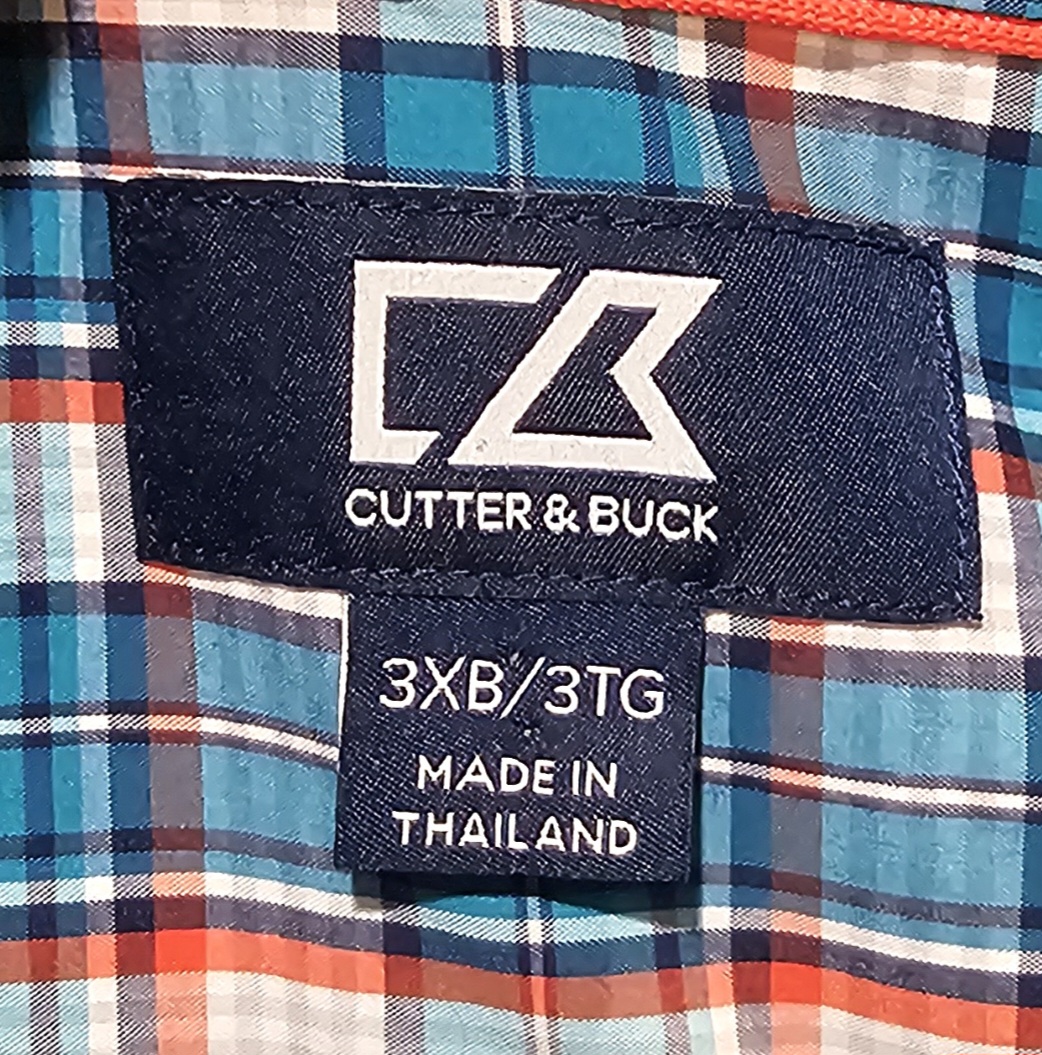 CUTTER & BUCK
3XB/3TG
MADE IN
THAILAND